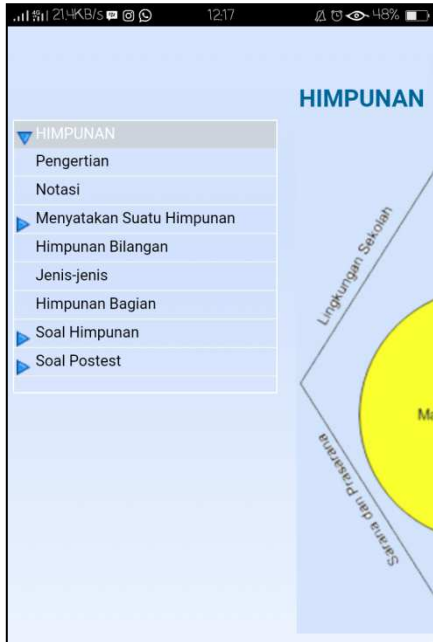 21,4KB/s 12:17 48%
HIMPUNAN
HIMPUNAN
Pengertian
Notasi
Menyatakan Suatu Himpunan
Himpunan Bilangan
Jenis-jenis
Himpunan Bagian
Soal Himpunan
Soal Postest
Lingkungan Sekolah
Ma
Sarana dan Prasarana